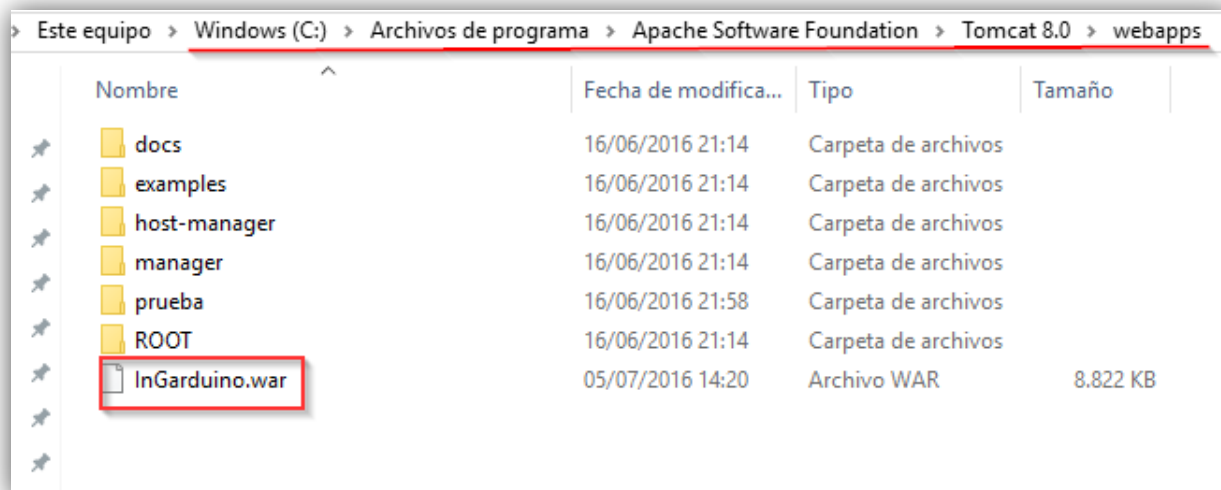 Este equipo > Windows (C:) > Archivos de programa > Apache Software Foundation > Tomcat 8.0 > webapps
Nombre Fecha de modifica... Tipo Tamaño
docs 16/06/2016 21:14 Carpeta de archivos
examples 16/06/2016 21:14 Carpeta de archivos
host-manager 16/06/2016 21:14 Carpeta de archivos
manager 16/06/2016 21:14 Carpeta de archivos
prueba 16/06/2016 21:58 Carpeta de archivos
ROOT 16/06/2016 21:14 Carpeta de archivos
InGarduino.war 05/07/2016 14:20 Archivo WAR 8.822 KB